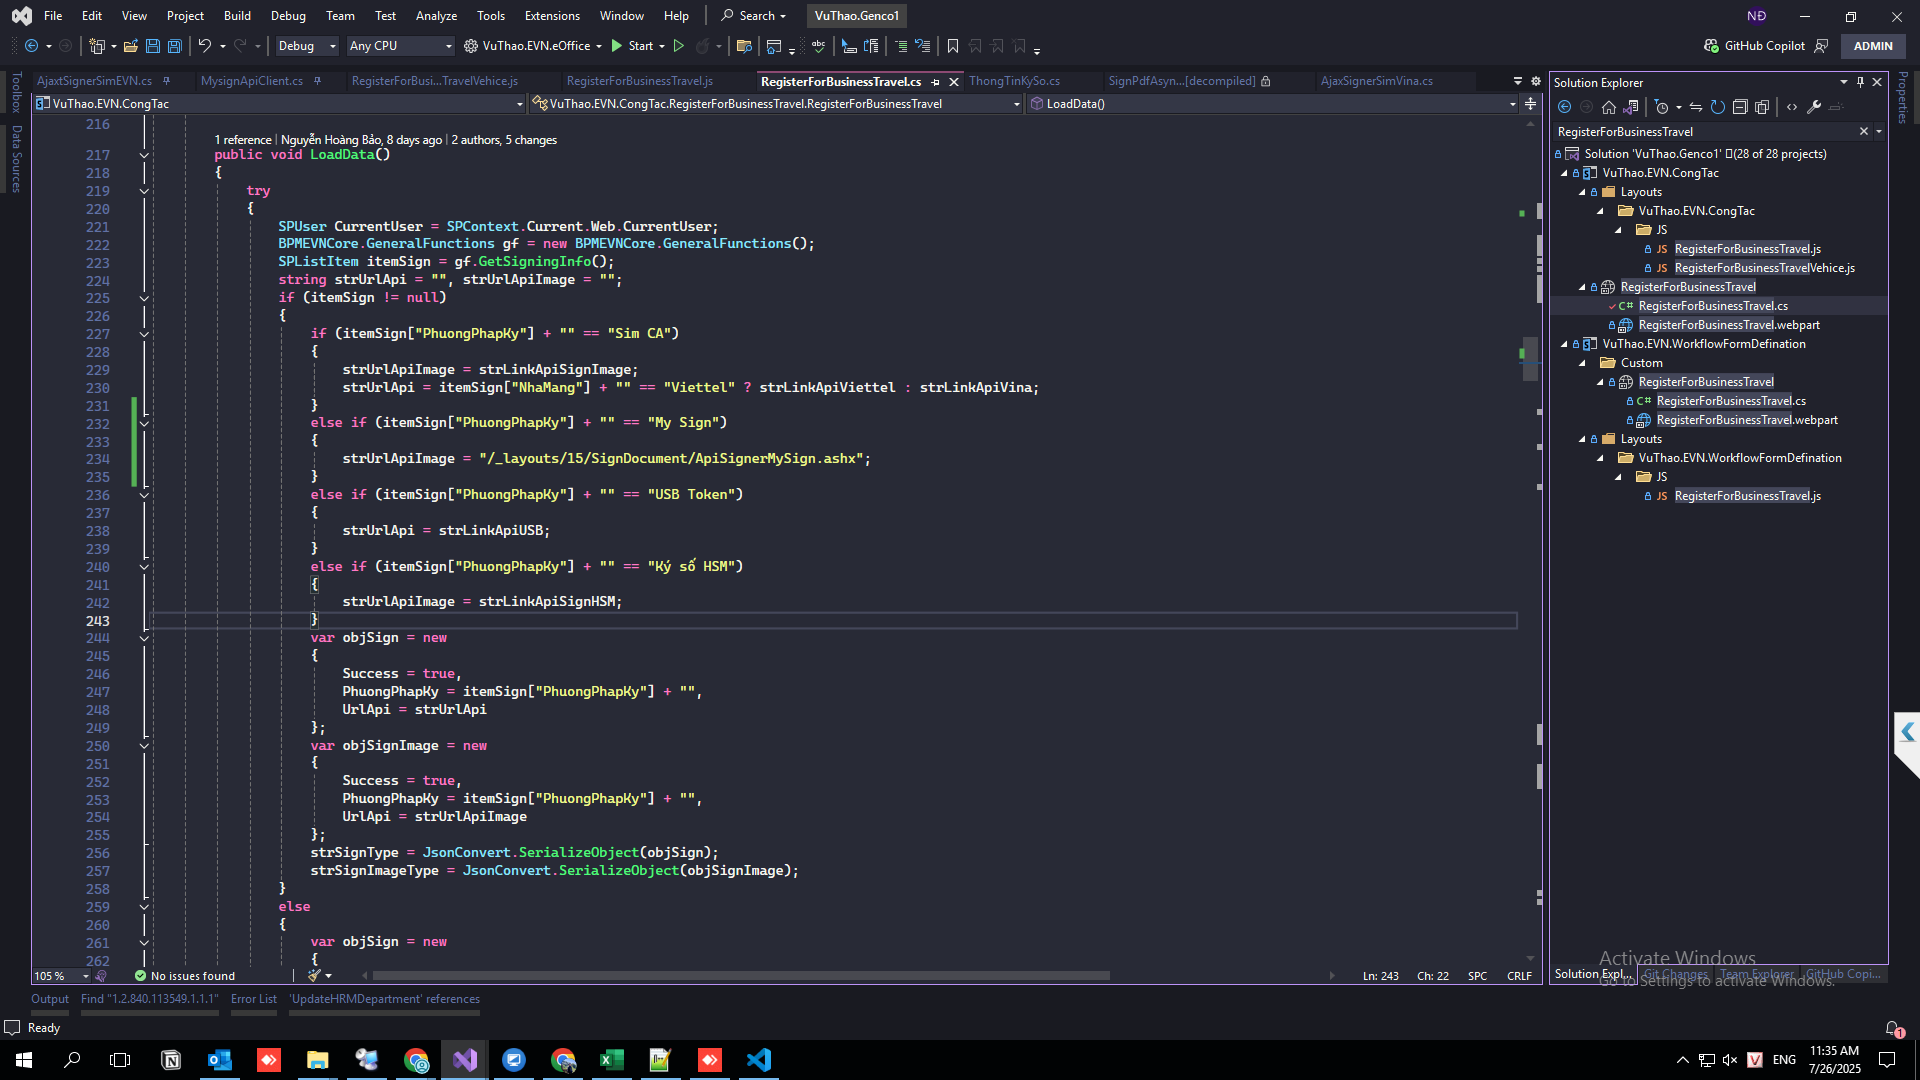 File Edit View Project Build Debug Team Test Analyze Tools Extensions Window Help Search VuThao.Genco1 NĐ
Debug Any CPU VuThao.EVN.eOffice Start GitHub Copilot ADMIN
AjaxtSignerSimEVN.cs MysignApiClient.cs RegisterForBusi...TravelVehice.js RegisterForBusinessTravel.js RegisterForBusinessTravel.cs ThongTinKySo.cs SignPdfAsyn...[decompiled] AjaxSignerSimVina.cs
VuThao.EVN.CongTac VuThao.EVN.CongTac.RegisterForBusinessTravel.RegisterForBusinessTravel LoadData()
Toolbox
Data Sources
216
1 reference | Nguyễn Hoàng Bảo, 8 days ago | 2 authors, 5 changes
217 public void LoadData()
218 {
219 try
220 {
221 SPUser CurrentUser = SPContext.Current.Web.CurrentUser;
222 BPMEVNCore.GeneralFunctions gf = new BPMEVNCore.GeneralFunctions();
223 SPListItem itemSign = gf.GetSigningInfo();
224 string strUrlApi = "", strUrlApiImage = "";
225 if (itemSign != null)
226 {
227 if (itemSign["PhuongPhapKy"] + "" == "Sim CA")
228 {
229 strUrlApiImage = strLinkApiSignImage;
230 strUrlApi = itemSign["NhaMang"] + "" == "Viettel" ? strLinkApiViettel : strLinkApiVina;
231 }
232 else if (itemSign["PhuongPhapKy"] + "" == "My Sign")
233 {
234 strUrlApiImage = "/_layouts/15/SignDocument/ApiSignerMySign.ashx";
235 }
236 else if (itemSign["PhuongPhapKy"] + "" == "USB Token")
237 {
238 strUrlApi = strLinkApiUSB;
239 }
240 else if (itemSign["PhuongPhapKy"] + "" == "Ký số HSM")
241 {
242 strUrlApiImage = strLinkApiSignHSM;
243 }
244 var objSign = new
245 {
246 Success = true,
247 PhuongPhapKy = itemSign["PhuongPhapKy"] + "",
248 UrlApi = strUrlApi
249 };
250 var objSignImage = new
251 {
252 Success = true,
253 PhuongPhapKy = itemSign["PhuongPhapKy"] + "",
254 UrlApi = strUrlApiImage
255 };
256 strSignType = JsonConvert.SerializeObject(objSign);
257 strSignImageType = JsonConvert.SerializeObject(objSignImage);
258 }
259 else
260 {
261 var objSign = new
262 {
105 % No issues found Ln: 243 Ch: 22 SPC CRLF
Solution Explorer
RegisterForBusinessTravel
Solution 'VuThao.Genco1' (28 of 28 projects)
VuThao.EVN.CongTac
Layouts
VuThao.EVN.CongTac
JS
RegisterForBusinessTravel.js
RegisterForBusinessTravelVehice.js
RegisterForBusinessTravel
RegisterForBusinessTravel.cs
RegisterForBusinessTravel.webpart
VuThao.EVN.WorkflowFormDefination
Custom
RegisterForBusinessTravel
RegisterForBusinessTravel.cs
RegisterForBusinessTravel.webpart
Layouts
VuThao.EVN.WorkflowFormDefination
JS
RegisterForBusinessTravel.js
Properties
Activate Windows
Go to Settings to activate Windows.
Solution Expl... Git Changes Team Explorer GitHub Copi...
Output Find "1.2.840.113549.1.1.1" Error List 'UpdateHRMDepartment' references
Ready 1
ENG 11:35 AM
7/26/2025